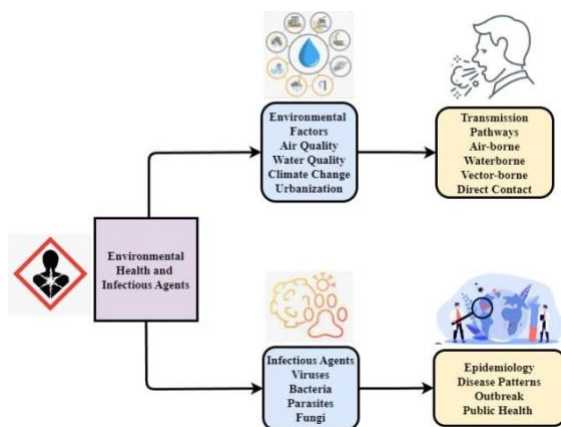 Environmental
Factors
Air Quality
Water Quality
Climate Change
Urbanization
Transmission
Pathways
Air-borne
Waterborne
Vector-borne
Direct Contact
Environmental
Health and
Infectious Agents
Infectious Agents
Viruses
Bacteria
Parasites
Fungi
Epidemiology
Disease Patterns
Outbreak
Public Health